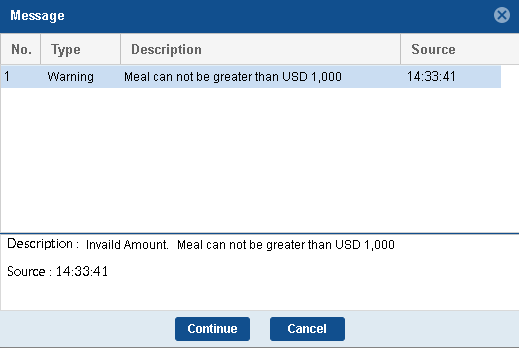 Message
No. Type Description Source
1 Warning Meal can not be greater than USD 1,000 14:33:41
Description : Invaild Amount. Meal can not be greater than USD 1,000
Source : 14:33:41
Continue Cancel